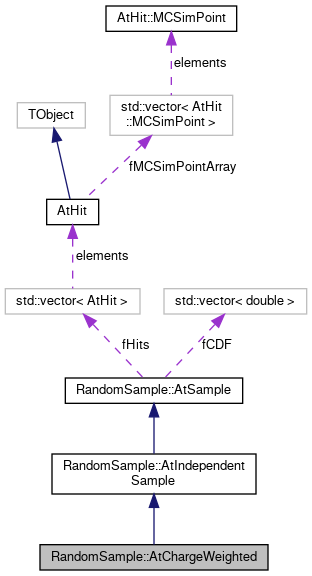 AtHit::MCSimPoint
elements
std::vector< AtHit
::MCSimPoint >
TObject
fMCSimPointArray
AtHit
elements
std::vector< AtHit >
std::vector< double >
fHits
fCDF
RandomSample::AtSample
RandomSample::AtIndependent
Sample
RandomSample::AtChargeWeighted